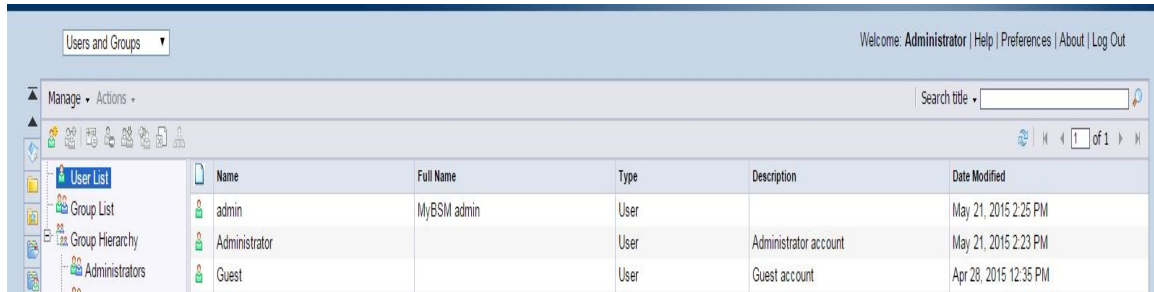 Users and Groups
Welcome: Administrator | Help | Preferences | About | Log Out
Manage Actions
Search title
1 of 1
User List
Group List
Group Hierarchy
Administrators
Name Full Name Type Description Date Modified
admin MyBSM admin User May 21, 2015 2:25 PM
Administrator User Administrator account May 21, 2015 2:23 PM
Guest User Guest account Apr 28, 2015 12:35 PM